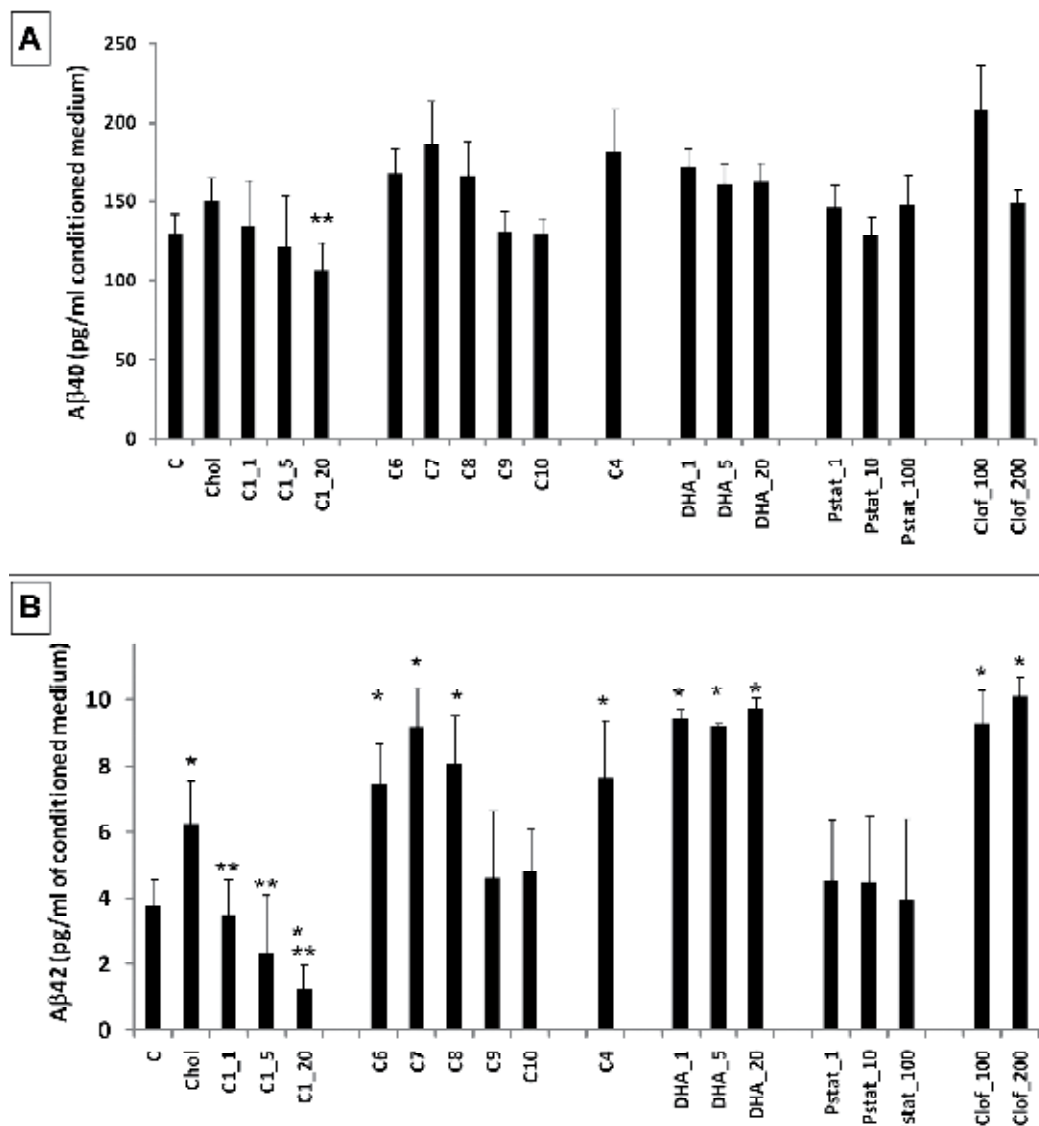 A
Aβ40 (pg/ml conditioned medium)
250
200
150
100
50
0
**
C
Chol
C1_1
C1_5
C1_20
C6
C7
C8
C9
C10
C4
DHA_1
DHA_5
DHA_20
Pstat_1
Pstat_10
Pstat_100
Clof_100
Clof_200
B
Aβ42 (pg/ml of conditioned medium)
10
8
6
4
2
0
*
**
**
*
**
*
*
*
*
*
*
*
*
*
C
Chol
C1_1
C1_5
C1_20
C6
C7
C8
C9
C10
C4
DHA_1
DHA_5
DHA_20
Pstat_1
Pstat_10
stat_100
Clof_100
Clof_200